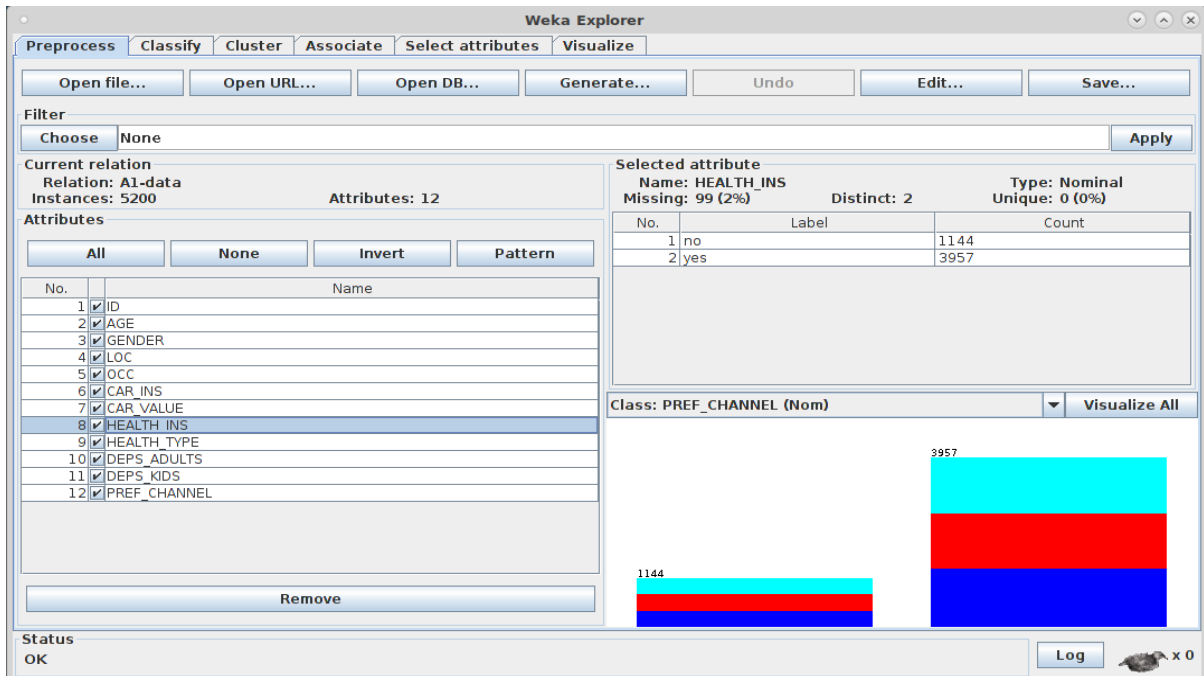 Weka Explorer
Preprocess Classify Cluster Associate Select attributes Visualize
Open file... Open URL... Open DB... Generate... Undo Edit... Save...
Filter
Choose None Apply
Current relation
Relation: A1-data
Instances: 5200 Attributes: 12
Attributes
All None Invert Pattern
No. Name
1 ID
2 AGE
3 GENDER
4 LOC
5 OCC
6 CAR_INS
7 CAR_VALUE
8 HEALTH_INS
9 HEALTH_TYPE
10 DEPS_ADULTS
11 DEPS_KIDS
12 PREF_CHANNEL
Remove
Selected attribute
Name: HEALTH_INS Type: Nominal
Missing: 99 (2%) Distinct: 2 Unique: 0 (0%)
No. Label Count
1 no 1144
2 yes 3957
Class: PREF_CHANNEL (Nom) Visualize All
3957
1144
Status
OK Log x 0